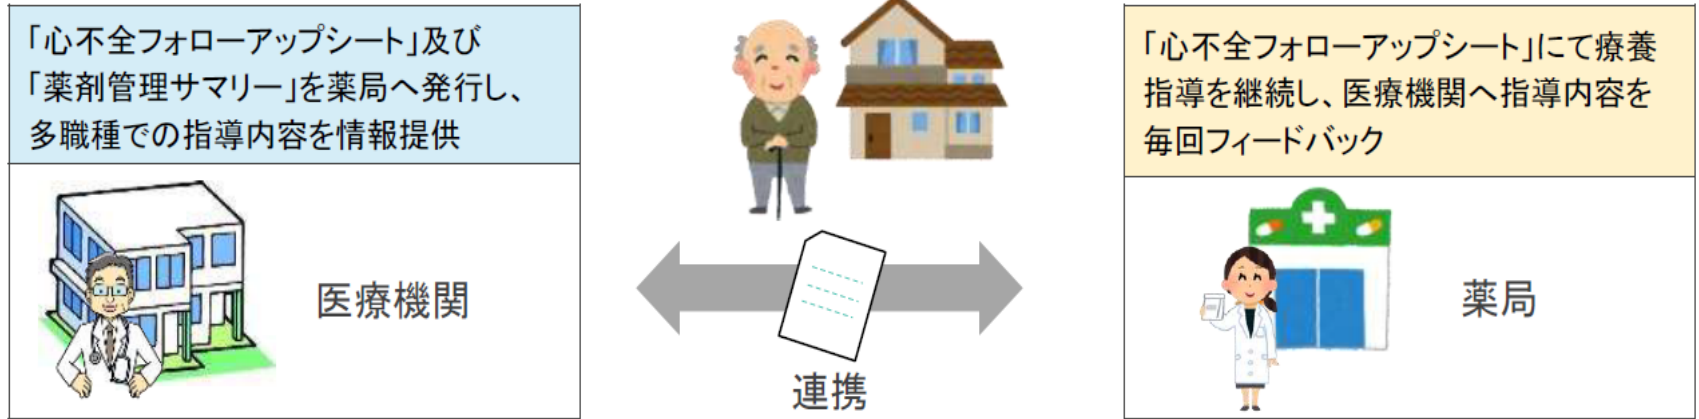 「心不全フォローアップシート」及び
「薬剤管理サマリー」を薬局へ発行し、
多職種での指導内容を情報提供
医療機関
連携
「心不全フォローアップシート」にて療養
指導を継続し、医療機関へ指導内容を
毎回フィードバック
薬局